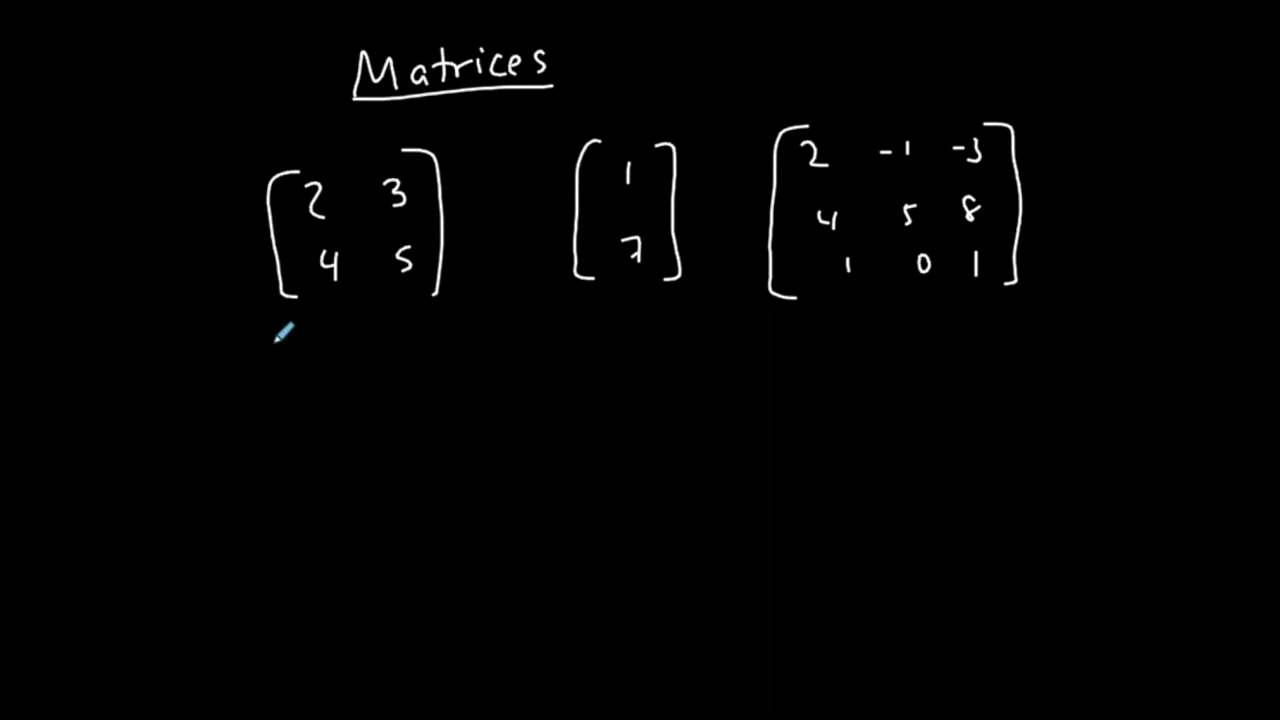 Matrices
[2 3] [1] [2 -1 -3]
[4 5] [7] [4 5 8]
[1 0 1]